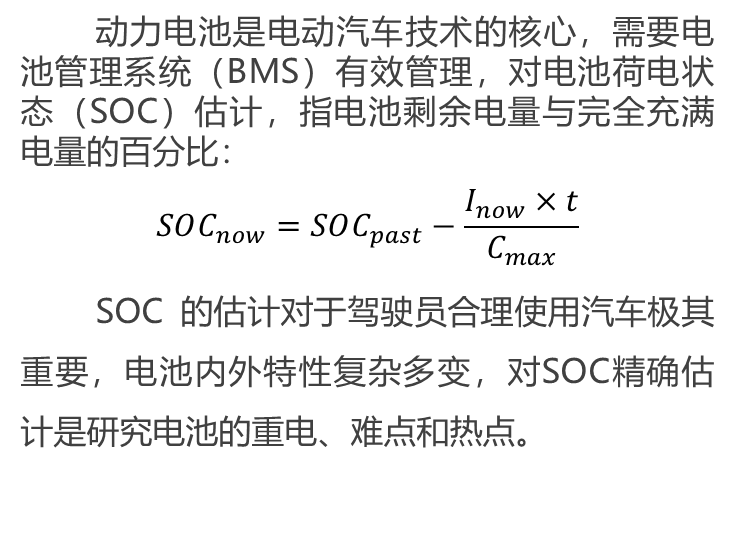 动力电池是电动汽车技术的核心，需要电
池管理系统（BMS）有效管理，对电池荷电状
态（SOC）估计，指电池剩余电量与完全充满
电量的百分比：
SOC_now = SOC_past − (I_now × t) / C_max
SOC 的估计对于驾驶员合理使用汽车极其
重要，电池内外特性复杂多变，对SOC精确估
计是研究电池的重电、难点和热点。